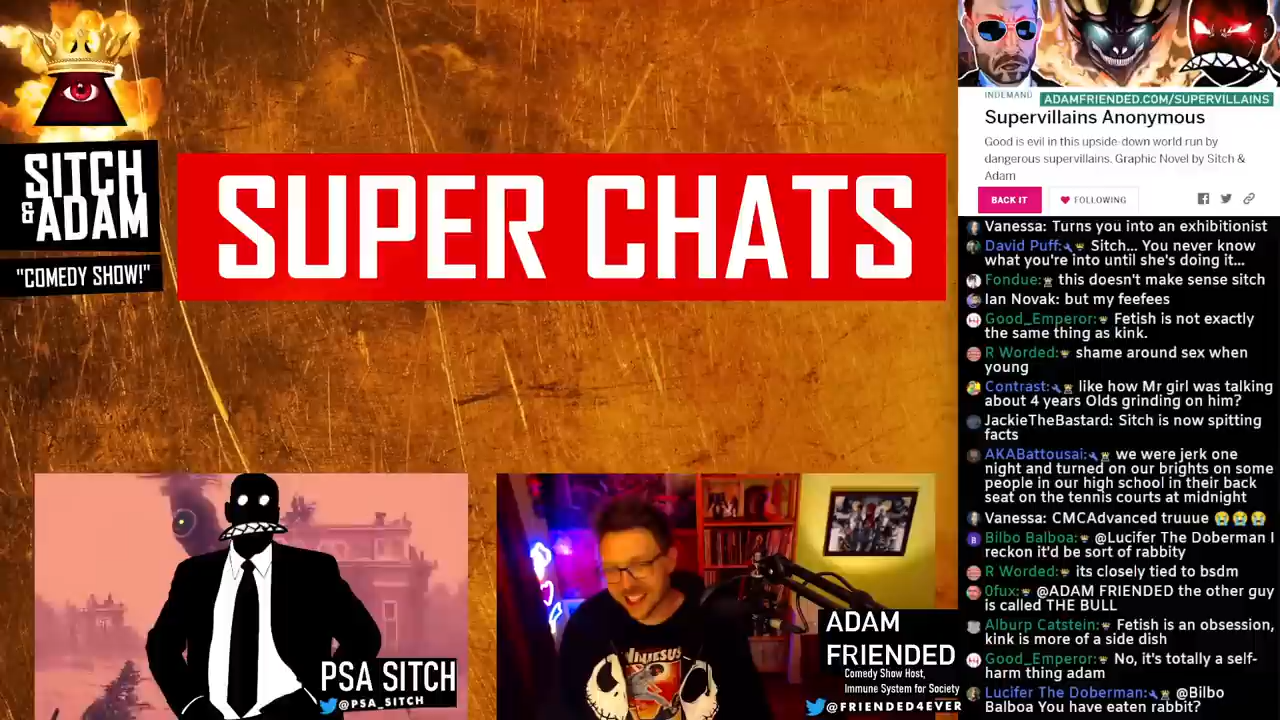 SITCH
& ADAM
"COMEDY SHOW!"
SUPER CHATS
INDEMAND
ADAMFRIENDED.COM/SUPERVILLAINS
Supervillains Anonymous
Good is evil in this upside-down world run by
dangerous supervillains. Graphic Novel by Sitch &
Adam
BACK IT
FOLLOWING
Vanessa: Turns you into an exhibitionist
David Puff: Sitch... You never know
what you're into until she's doing it...
Fondue: this doesn't make sense sitch
Ian Novak: but my feefees
Good_Emperor: Fetish is not exactly
the same thing as kink.
R Worded: shame around sex when
young
Contrast: like how Mr girl was talking
about 4 years Olds grinding on him?
JackieTheBastard: Sitch is now spitting
facts
AKABattousai: we were jerk one
night and turned on our brights on some
people in our high school in their back
seat on the tennis courts at midnight
Vanessa: CMCAdvanced truuue 😭😭😭
Bilbo Balboa: @Lucifer The Doberman I
reckon it'd be sort of rabbity
R Worded: its closely tied to bsdm
0fux: @ADAM FRIENDED the other guy
is called THE BULL
Alburp Catstein: Fetish is an obsession,
kink is more of a side dish
Good_Emperor: No, it's totally a self-
harm thing adam
Lucifer The Doberman: @Bilbo
Balboa You have eaten rabbit?
PSA SITCH
@PSA_SITCH
ADAM
FRIENDED
Comedy Show Host,
Immune System for Society
@FRIENDED4EVER